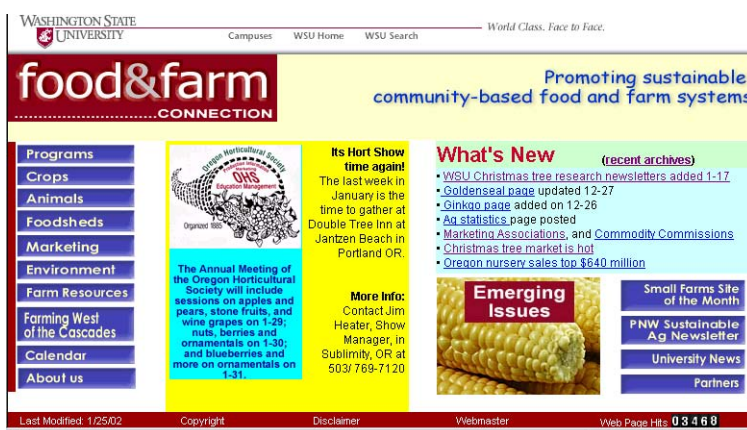 WASHINGTON STATE
UNIVERSITY
Campuses WSU Home WSU Search
World Class. Face to Face.
food&farm
CONNECTION
Promoting sustainable
community-based food and farm systems
Programs
Crops
Animals
Foodsheds
Marketing
Environment
Farm Resources
Farming West
of the Cascades
Calendar
About us
Oregon Horticultural Society
Production Information
Marketing
OHS
Education Management
Organized 1885
The Annual Meeting of
the Oregon Horticultural
Society will include
sessions on apples and
pears, stone fruits, and
wine grapes on 1-29;
nuts, berries and
ornamentals on 1-30;
and blueberries and
more on ornamentals on
1-31.
Its Hort Show
time again!
The last week in
January is the
time to gather at
Double Tree Inn at
Jantzen Beach in
Portland OR.
More Info:
Contact Jim
Heater, Show
Manager, in
Sublimity, OR at
503/ 769-7120
What's New (recent archives)
▪ WSU Christmas tree research newsletters added 1-17
▪ Goldenseal page updated 12-27
▪ Ginkgo page added on 12-26
▪ Ag statistics page posted
▪ Marketing Associations, and Commodity Commissions
▪ Christmas tree market is hot
▪ Oregon nursery sales top $640 million
Emerging
Issues
Small Farms Site
of the Month
PNW Sustainable
Ag Newsletter
University News
Partners
Last Modified: 1/25/02 Copyright Disclaimer Webmaster Web Page Hits 03468